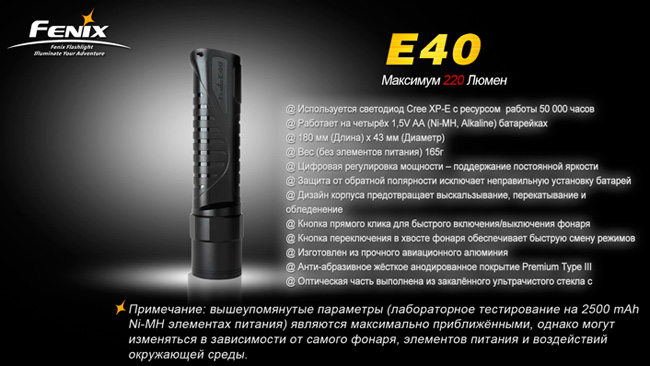 FENIX
Fenix Flashlight
Illuminate Your Adventure
E40
Максимум 220 Люмен
@ Используется светодиод Cree XP-E с ресурсом работы 50 000 часов
@ Работает на четырёх 1,5V AA (Ni-MH, Alkaline) батарейках
@ 180 мм (Длина) x 43 мм (Диаметр)
@ Вес (без элементов питания) 165г
@ Цифровая регулировка мощности – поддержание постоянной яркости
@ Защита от обратной полярности исключает неправильную установку батарей
@ Дизайн корпуса предотвращает выскальзывание, перекатывание и
обледенение
@ Кнопка прямого клика для быстрого включения/выключения фонаря
@ Кнопка переключения в хвосте фонаря обеспечивает быструю смену режимов
@ Изготовлен из прочного авиационного алюминия
@ Анти-абразивное жёсткое анодированное покрытие Premium Type III
@ Оптическая часть выполнена из закалённого ультрачистого стекла с
Примечание: вышеупомянутые параметры (лабораторное тестирование на 2500 mAh
Ni-MH элементах питания) являются максимально приближёнными, однако могут
изменяться в зависимости от самого фонаря, элементов питания и воздействий
окружающей среды.